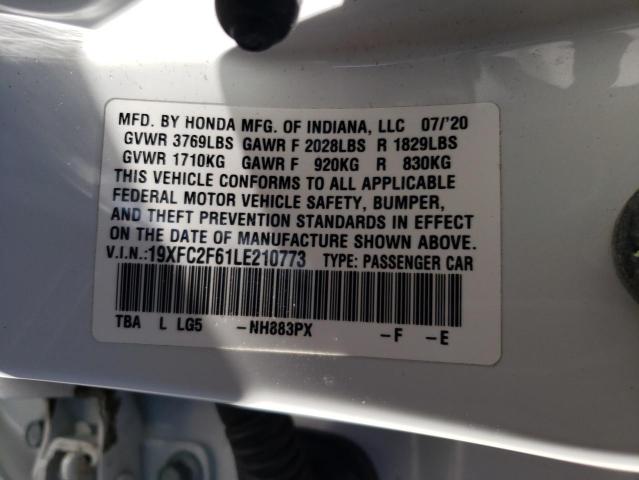 MFD. BY HONDA MFG. OF INDIANA, LLC 07/'20
GVWR 3769LBS GAWR F 2028LBS R 1829LBS
GVWR 1710KG GAWR F 920KG R 830KG
THIS VEHICLE CONFORMS TO ALL APPLICABLE
FEDERAL MOTOR VEHICLE SAFETY, BUMPER,
AND THEFT PREVENTION STANDARDS IN EFFECT
ON THE DATE OF MANUFACTURE SHOWN ABOVE.
V.I.N.:19XFC2F61LE210773 TYPE: PASSENGER CAR
TBA L LG5 -NH883PX -F -E